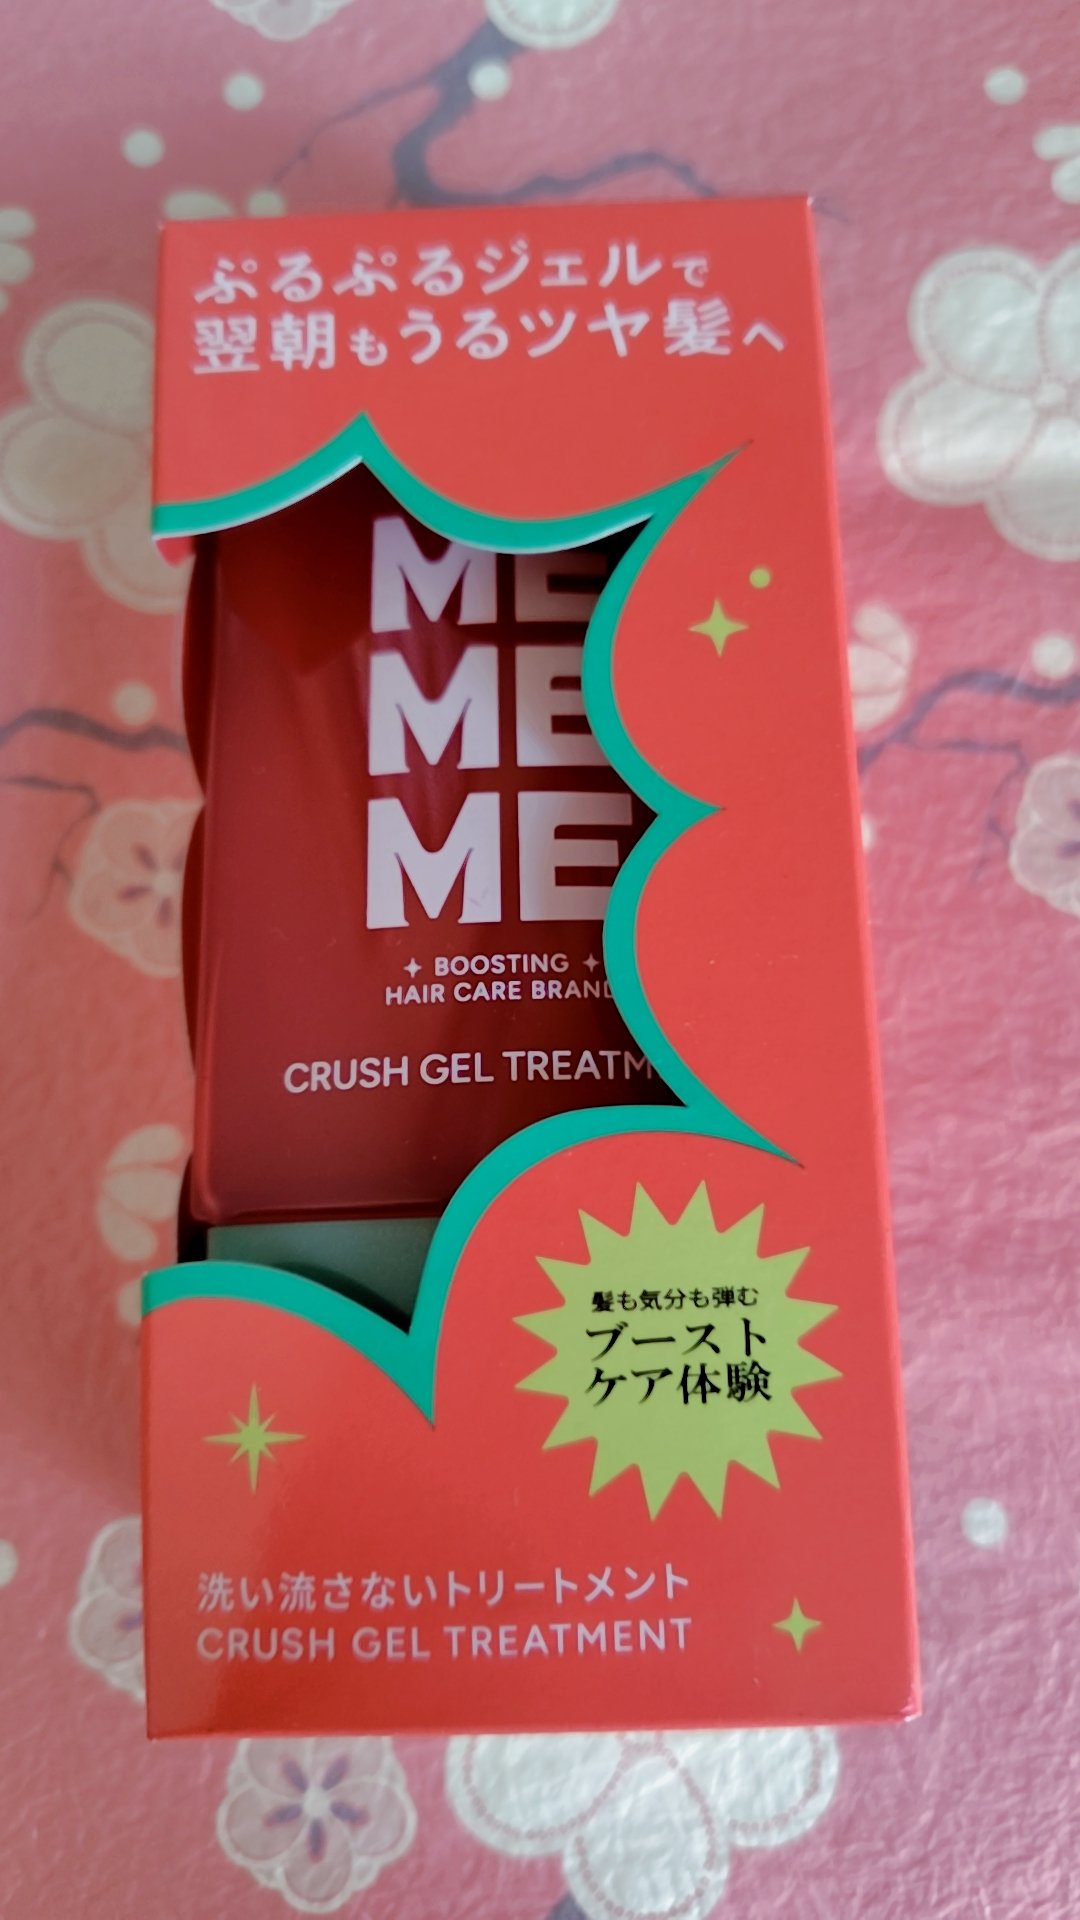 ぷるぷるジェルで
翌朝もうるツヤ髪へ
ME
ME
ME
BOOSTING
HAIR CARE BRAND
CRUSH GEL TREATM
髪も気分も弾む
ブースト
ケア体験
洗い流さないトリートメント
CRUSH GEL TREATMENT